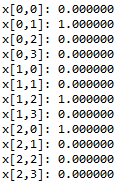 x[0,0]: 0.000000
x[0,1]: 1.000000
x[0,2]: 0.000000
x[0,3]: 0.000000
x[1,0]: 0.000000
x[1,1]: 0.000000
x[1,2]: 1.000000
x[1,3]: 0.000000
x[2,0]: 1.000000
x[2,1]: 0.000000
x[2,2]: 0.000000
x[2,3]: 0.000000